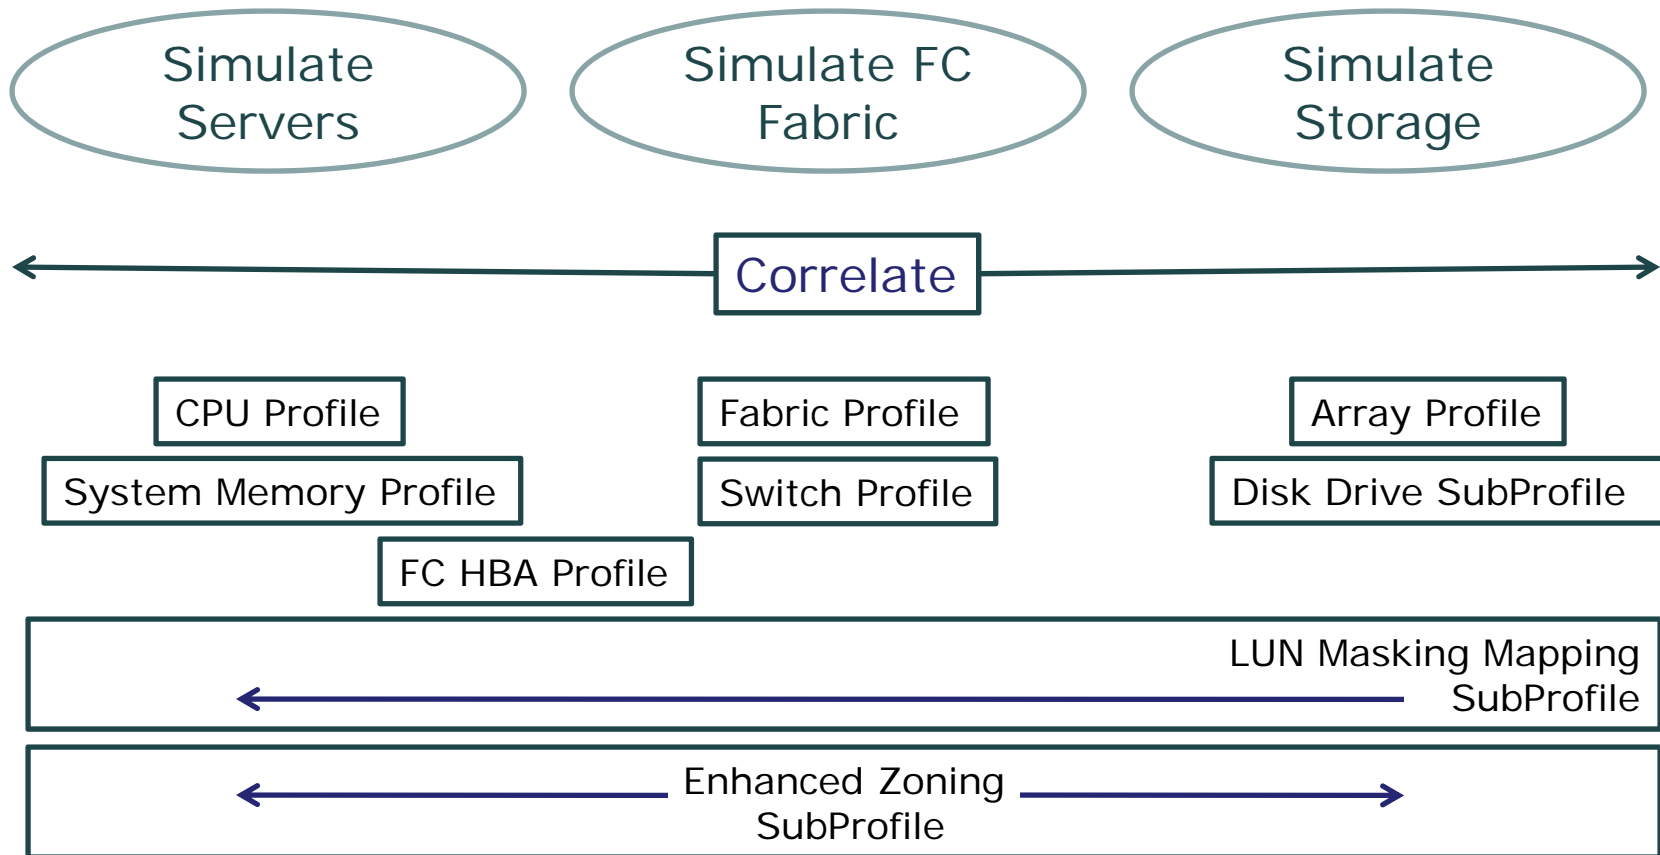 Simulate
Servers
Simulate FC
Fabric
Simulate
Storage
Correlate
CPU Profile
Fabric Profile
Array Profile
System Memory Profile
Switch Profile
Disk Drive SubProfile
FC HBA Profile
LUN Masking Mapping
SubProfile
Enhanced Zoning
SubProfile